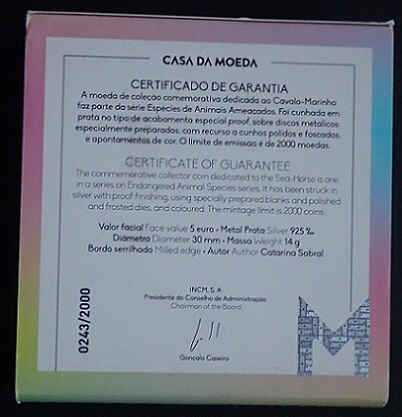 CASA DA MOEDA
CERTIFICADO DE GARANTIA
A moeda de coleção comemorativa dedicada ao Cavalo-Marinho
faz parte da série Espécies de Animais Ameaçados. Foi cunhada em
prata no tipo de acabamento especial proof, sobre discos metálicos
especialmente preparados, com recurso a cunhos polidos e foscados,
e apontamentos de cor. O limite de emissão é de 2000 moedas.
CERTIFICATE OF GUARANTEE
The commemorative collector coin dedicated to the Sea-Horse is one
in a series on Endangered Animal Species series. It has been struck in
silver with proof finishing, using specially prepared blanks and polished
and frosted dies, and coloured. The mintage limit is 2000 coins.
Valor facial Face value 5 euro • Metal Prata Silver 925 ‰
Diâmetro Diameter 30 mm • Massa Weight 14 g
Bordo serrilhado Milled edge • Autor Author Catarina Sobral
INCM, S. A.
Presidente do Conselho de Administração
Chairman of the Board
Gonçalo Caseiro
0243/2000